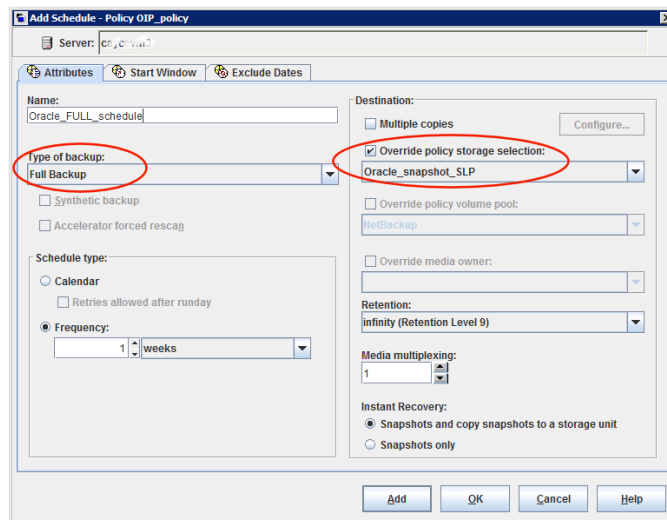 Add Schedule - Policy OIP_policy
Server:
Attributes
Start Window
Exclude Dates
Name:
Oracle_FULL_schedule
Type of backup:
Full Backup
Synthetic backup
Accelerator forced rescan
Schedule type:
Calendar
Retries allowed after runday
Frequency:
1 weeks
Destination:
Multiple copies
Configure...
Override policy storage selection:
Oracle_snapshot_SLP
Override policy volume pool:
NetBackup
Override media owner:
Retention:
infinity (Retention Level 9)
Media multiplexing:
1
Instant Recovery:
Snapshots and copy snapshots to a storage unit
Snapshots only
Add
OK
Cancel
Help